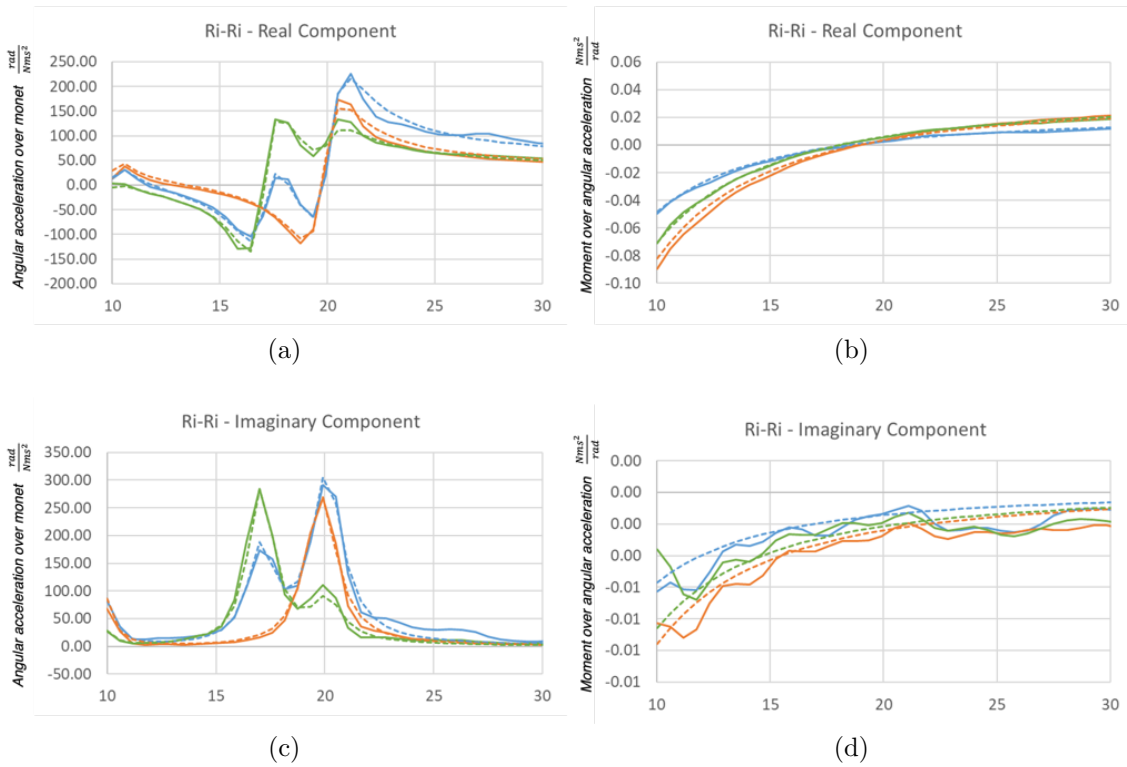 Ri-Ri - Real Component
Angular acceleration over monet rad/Nms²
250.00
200.00
150.00
100.00
50.00
0.00
-50.00
-100.00
-150.00
-200.00
10 15 20 25 30
(a)
Ri-Ri - Real Component
Moment over angular acceleration Nms²/rad
0.06
0.04
0.02
0.00
-0.02
-0.04
-0.06
-0.08
-0.10
10 15 20 25 30
(b)
Ri-Ri - Imaginary Component
Angular acceleration over monet rad/Nms²
350.00
300.00
250.00
200.00
150.00
100.00
50.00
0.00
-50.00
10 15 20 25 30
(c)
Ri-Ri - Imaginary Component
Moment over angular acceleration Nms²/rad
0.00
0.00
0.00
0.00
-0.01
-0.01
-0.01
-0.01
10 15 20 25 30
(d)